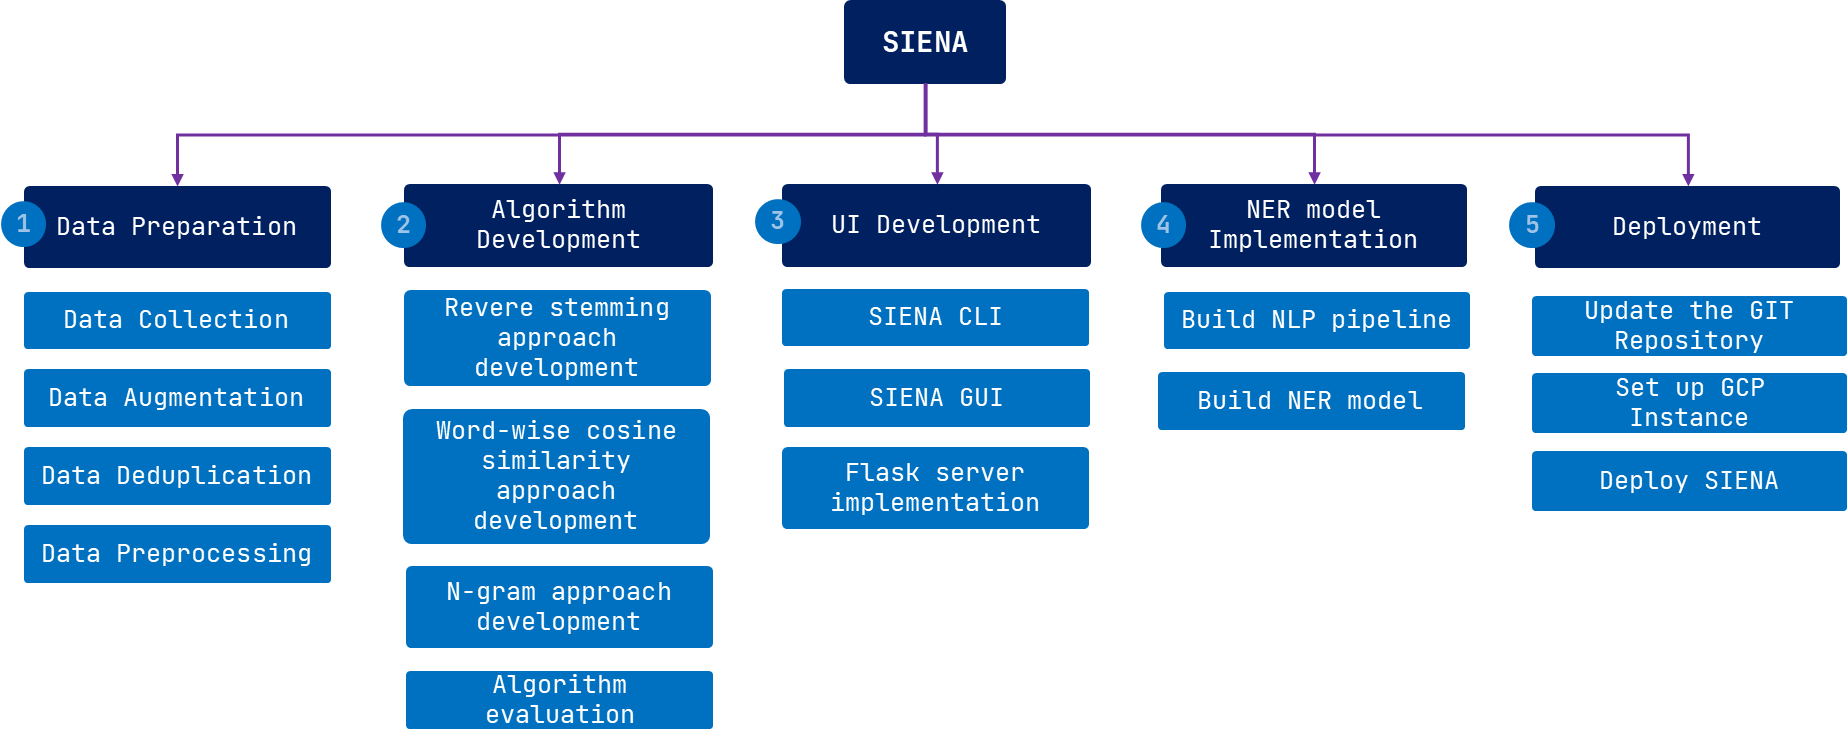 SIENA
1
Data Preparation
Data Collection
Data Augmentation
Data Deduplication
Data Preprocessing
2
Algorithm
Development
Revere stemming
approach
development
Word-wise cosine
similarity
approach
development
N-gram approach
development
Algorithm
evaluation
3
UI Development
SIENA CLI
SIENA GUI
Flask server
implementation
4
NER model
Implementation
Build NLP pipeline
Build NER model
5
Deployment
Update the GIT
Repository
Set up GCP
Instance
Deploy SIENA